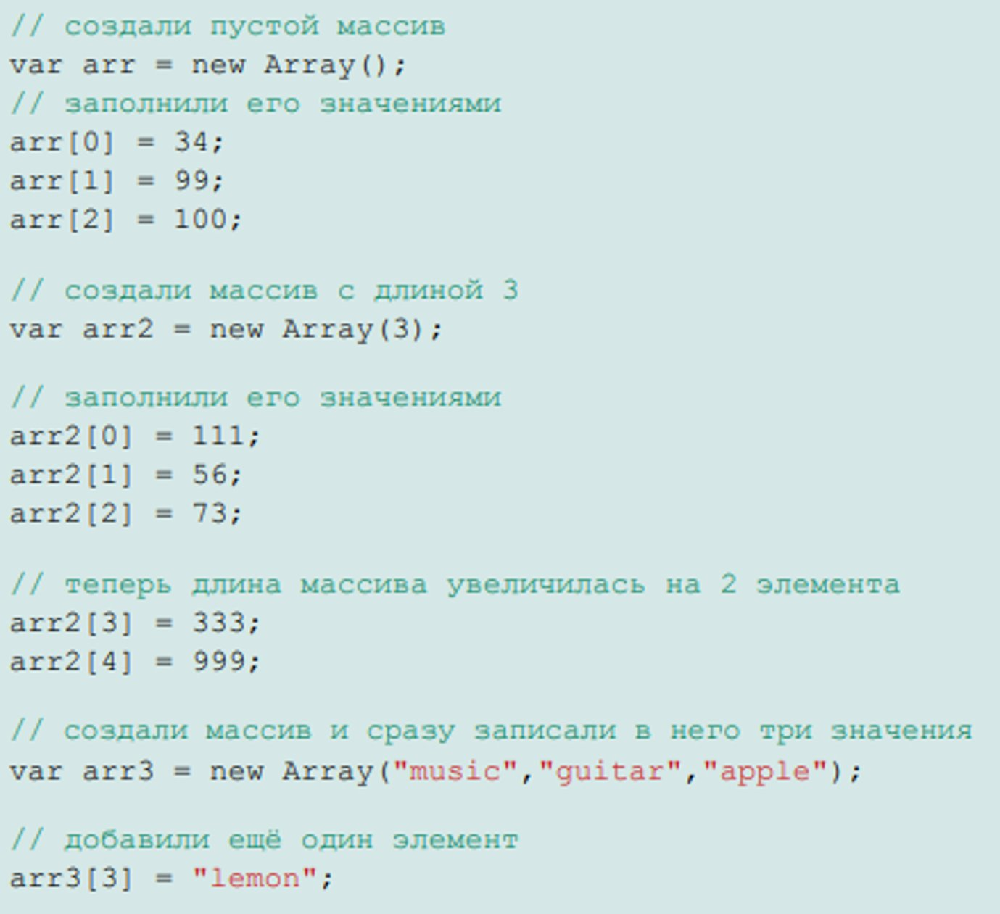 // создали пустой массив
var arr = new Array();
// заполнили его значениями
arr[0] = 34;
arr[1] = 99;
arr[2] = 100;
// создали массив с длиной 3
var arr2 = new Array(3);
// заполнили его значениями
arr2[0] = 111;
arr2[1] = 56;
arr2[2] = 73;
// теперь длина массива увеличилась на 2 элемента
arr2[3] = 333;
arr2[4] = 999;
// создали массив и сразу записали в него три значения
var arr3 = new Array("music","guitar","apple");
// добавили ещё один элемент
arr3[3] = "lemon";